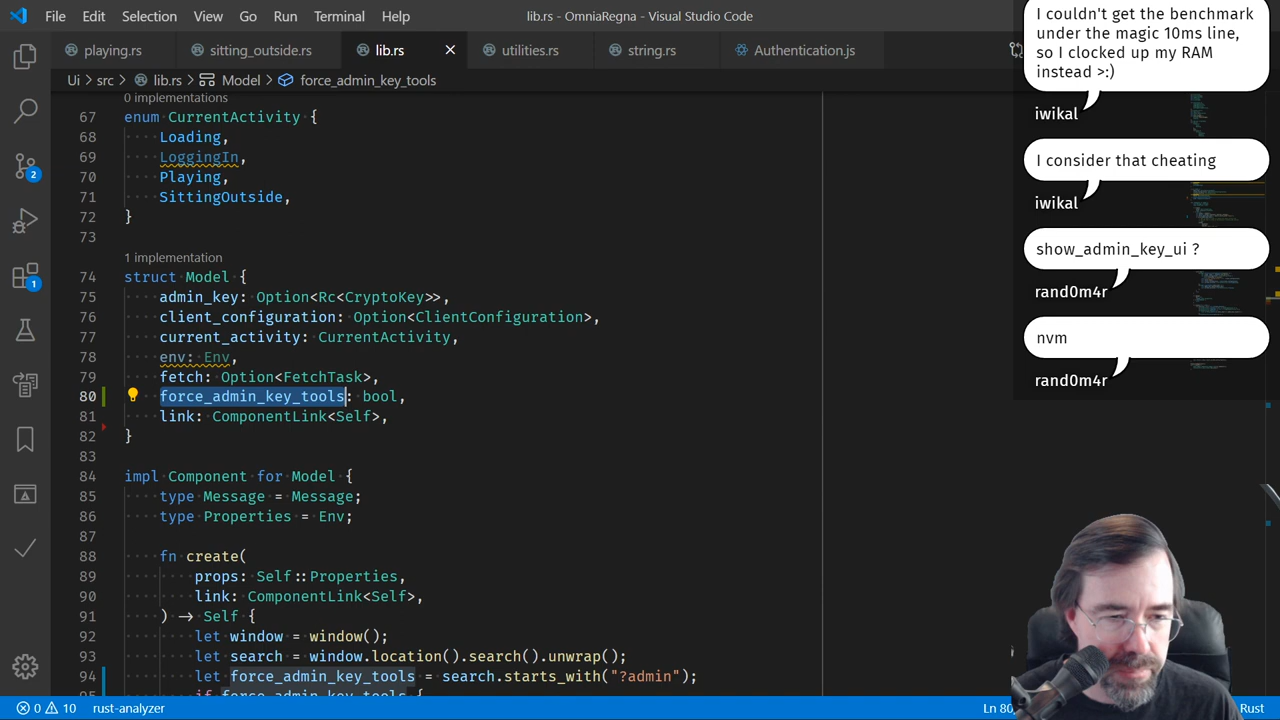 File Edit Selection View Go Run Terminal Help
lib.rs - OmniaRegna - Visual Studio Code
playing.rs sitting_outside.rs lib.rs utilities.rs string.rs Authentication.js
Ui › src › lib.rs › Model › force_admin_key_tools
0 implementations
67 enum CurrentActivity {
68 ····Loading,
69 ····LoggingIn,
70 ····Playing,
71 ····SittingOutside,
72 }
73
1 implementation
74 struct Model {
75 ····admin_key: Option<Rc<CryptoKey>>,
76 ····client_configuration: Option<ClientConfiguration>,
77 ····current_activity: CurrentActivity,
78 ····env: Env,
79 ····fetch: Option<FetchTask>,
80 ····force_admin_key_tools: bool,
81 ····link: ComponentLink<Self>,
82 }
83
84 impl Component for Model {
85 ····type Message = Message;
86 ····type Properties = Env;
87
88 ····fn create(
89 ········props: Self::Properties,
90 ········link: ComponentLink<Self>,
91 ····) → Self {
92 ········let window = window();
93 ········let search = window.location().search().unwrap();
94 ········let force_admin_key_tools = search.starts_with("?admin");
95 ········if force_admin_key_tools {
2
1
0 10 rust-analyzer
Ln 80,
Rust
I couldn't get the benchmark
under the magic 10ms line,
so I clocked up my RAM
instead >:)
iwikal
I consider that cheating
iwikal
show_admin_key_ui ?
rand0m4r
nvm
rand0m4r